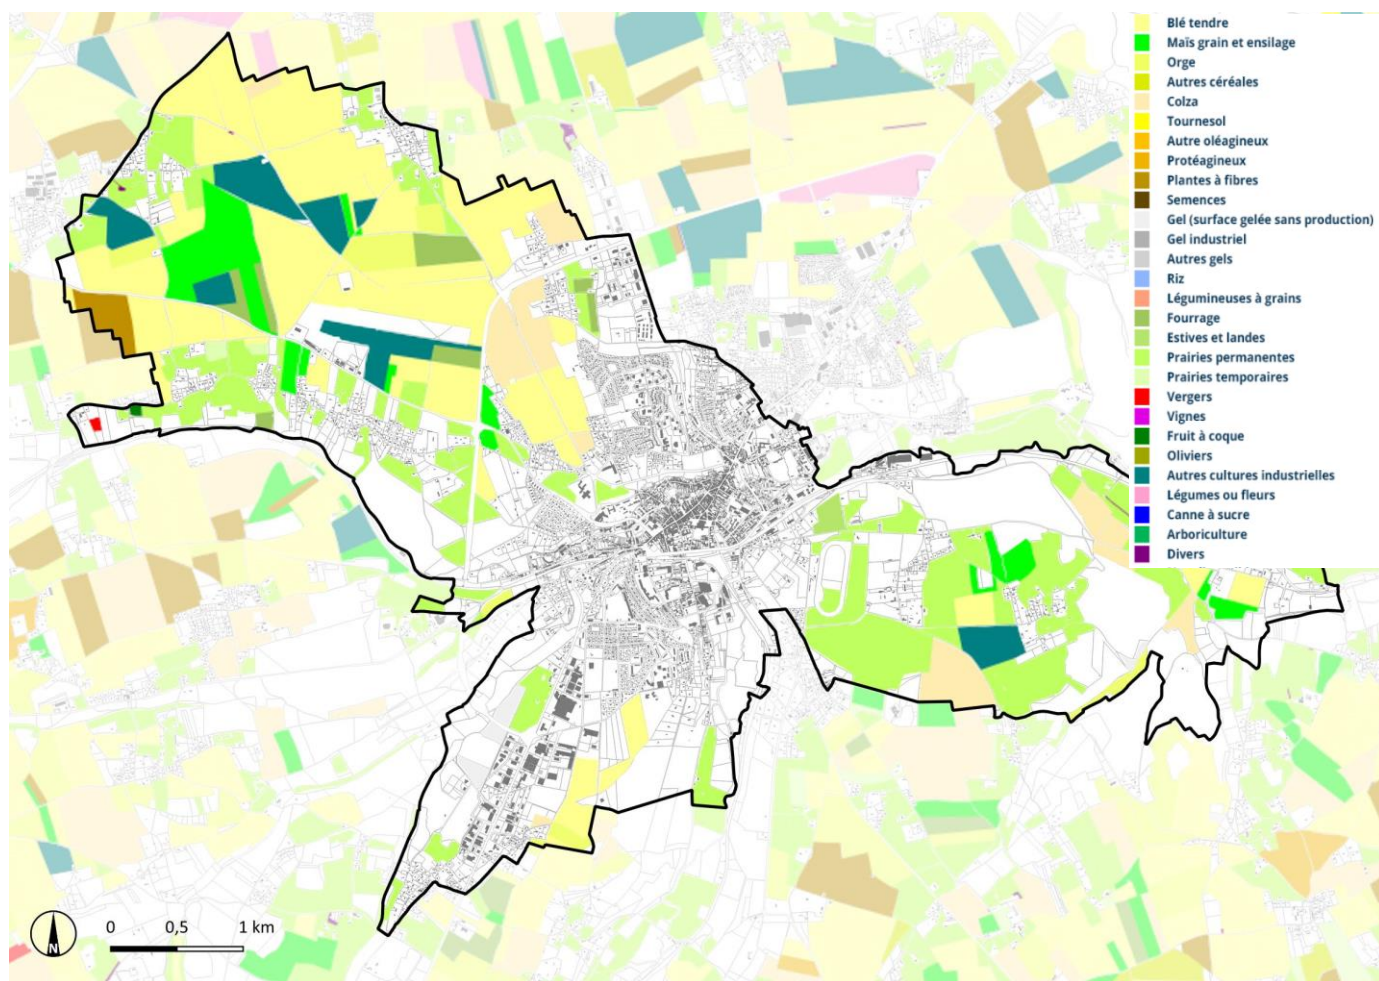 Blé tendre
Maïs grain et ensilage
Orge
Autres céréales
Colza
Tournesol
Autre oléagineux
Protéagineux
Plantes à fibres
Semences
Gel (surface gelée sans production)
Gel industriel
Autres gels
Riz
Légumineuses à grains
Fourrage
Estives et landes
Prairies permanentes
Prairies temporaires
Vergers
Vignes
Fruit à coque
Oliviers
Autres cultures industrielles
Légumes ou fleurs
Canne à sucre
Arboriculture
Divers
N
0 0,5 1 km